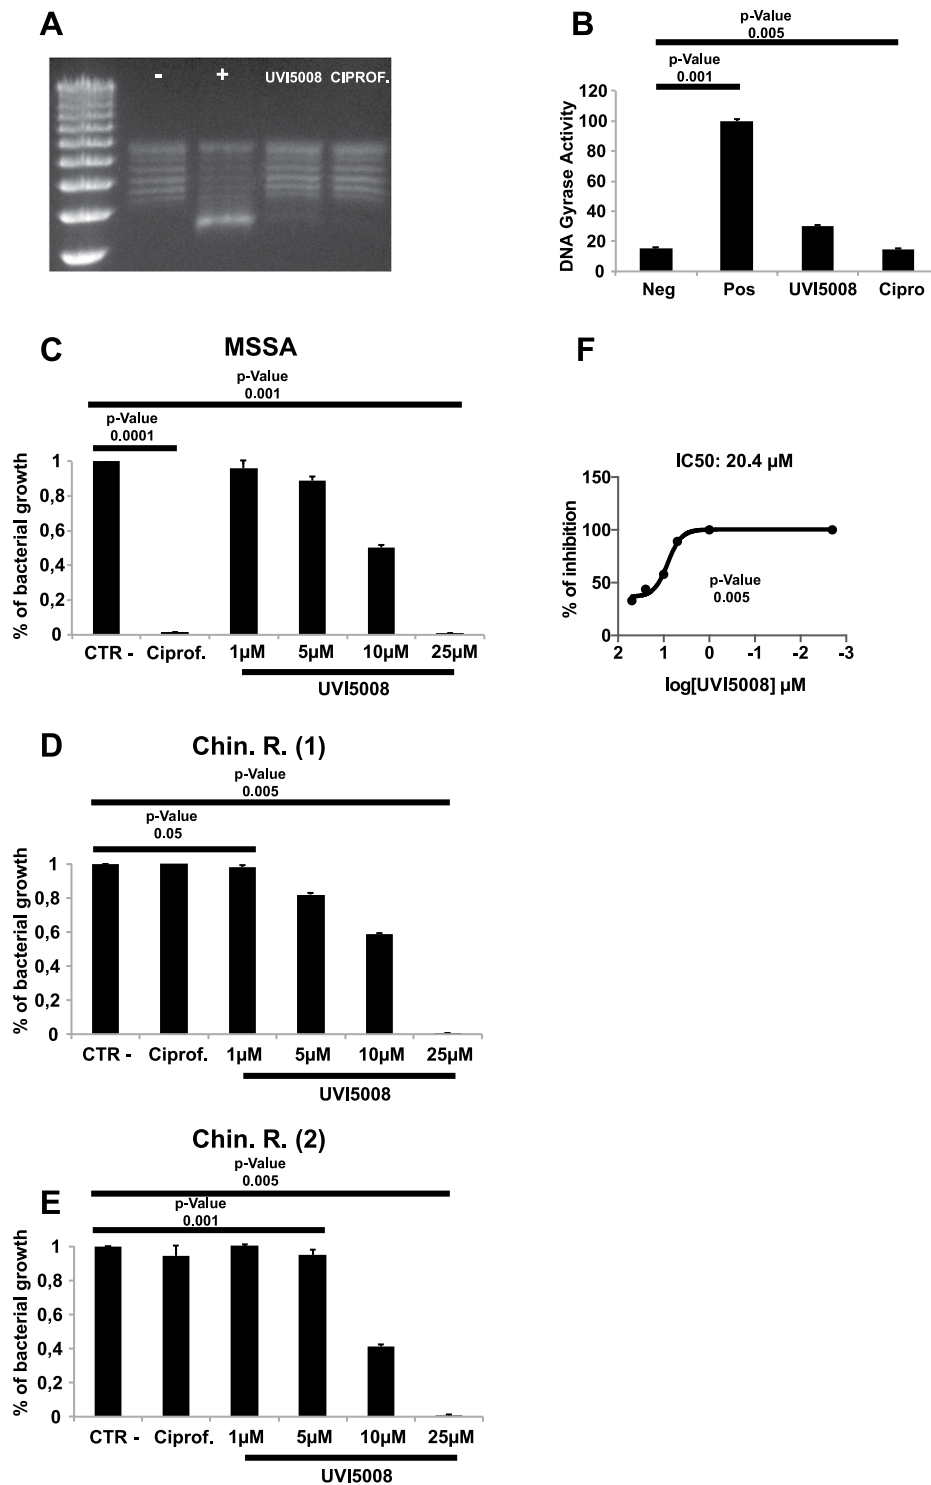 A
- + UVI5008 CIPROF.
B
p-Value
0.005
p-Value
0.001
DNA Gyrase Activity
120
100
80
60
40
20
0
Neg Pos UVI5008 Cipro
C
MSSA
p-Value
0.001
p-Value
0.0001
% of bacterial growth
1
0,8
0,6
0,4
0,2
0
CTR - Ciprof. 1µM 5µM 10µM 25µM
UVI5008
F
IC50: 20.4 µM
% of inhibition
150
100
50
0
p-Value
0.005
2 1 0 -1 -2 -3
log[UVI5008] µM
D
Chin. R. (1)
p-Value
0.005
p-Value
0.05
% of bacterial growth
1
0,8
0,6
0,4
0,2
0
CTR - Ciprof. 1µM 5µM 10µM 25µM
UVI5008
Chin. R. (2)
p-Value
0.005
E
p-Value
0.001
% of bacterial growth
1
0,8
0,6
0,4
0,2
0
CTR - Ciprof. 1µM 5µM 10µM 25µM
UVI5008